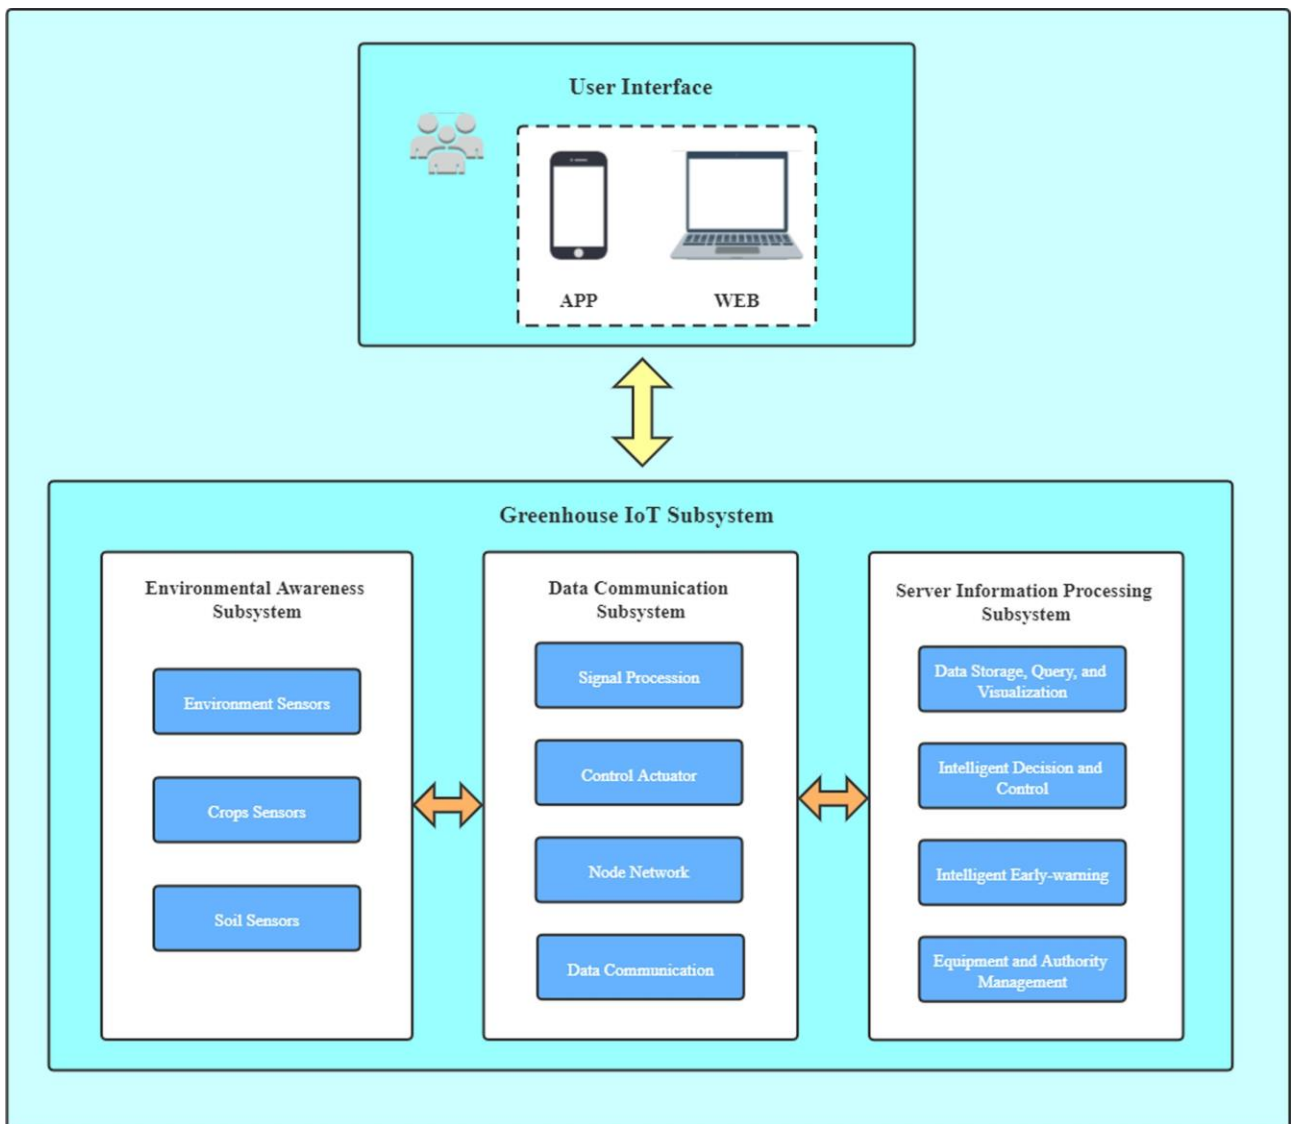 User Interface
APP
WEB
Greenhouse IoT Subsystem
Environmental Awareness
Subsystem
Environment Sensors
Crops Sensors
Soil Sensors
Data Communication
Subsystem
Signal Procession
Control Actuator
Node Network
Data Communication
Server Information Processing
Subsystem
Data Storage, Query, and
Visualization
Intelligent Decision and
Control
Intelligent Early-warning
Equipment and Authority
Management